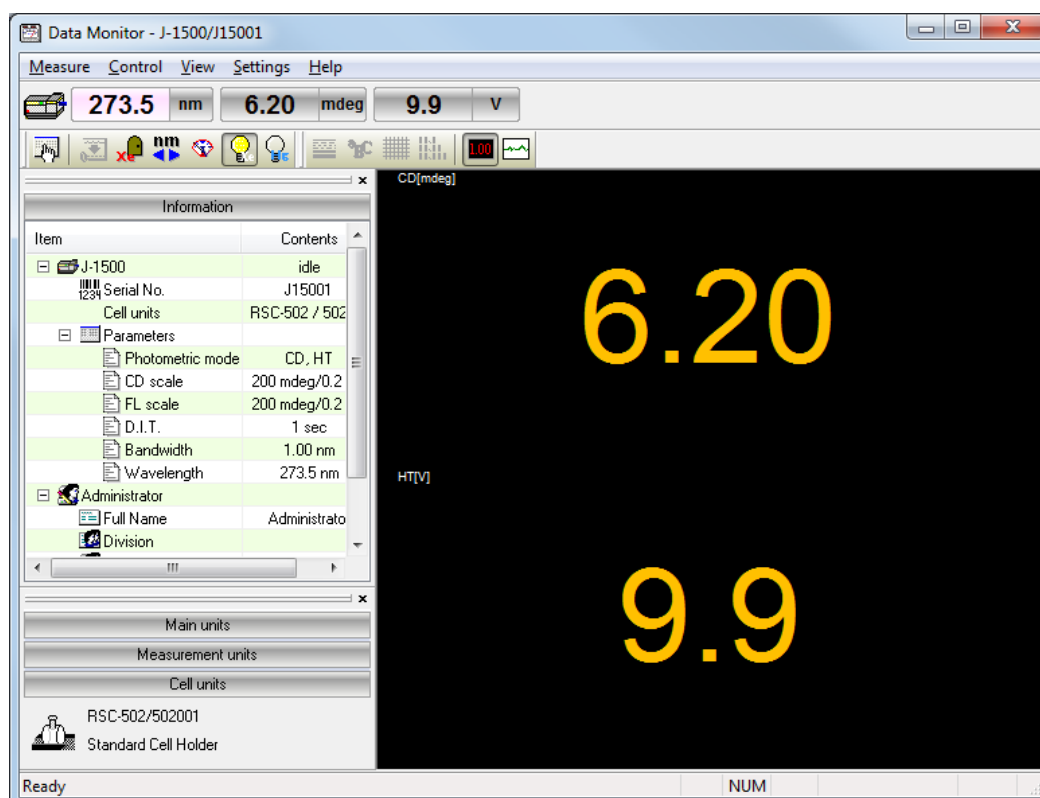 Data Monitor - J-1500/J15001
Measure Control View Settings Help
273.5 nm 6.20 mdeg 9.9 V
xe nm 1.00
CD[mdeg]
Information
Item Contents
J-1500 idle
1234 Serial No. J15001
Cell units RSC-502 / 502
Parameters
Photometric mode CD, HT
CD scale 200 mdeg/0.2
FL scale 200 mdeg/0.2
D.I.T. 1 sec
Bandwidth 1.00 nm
Wavelength 273.5 nm
Administrator
Full Name Administrato
Division
6.20
HT[V]
9.9
Main units
Measurement units
Cell units
RSC-502/502001
Standard Cell Holder
Ready NUM